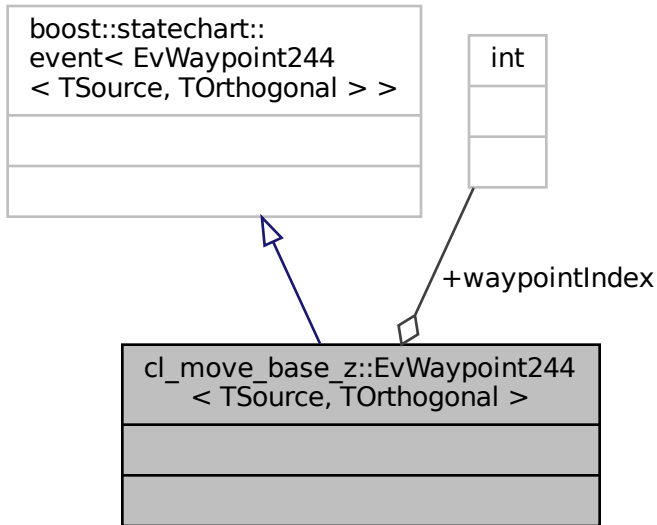 boost::statechart::
event< EvWaypoint244
< TSource, TOrthogonal > >
int
+waypointIndex
cl_move_base_z::EvWaypoint244
< TSource, TOrthogonal >